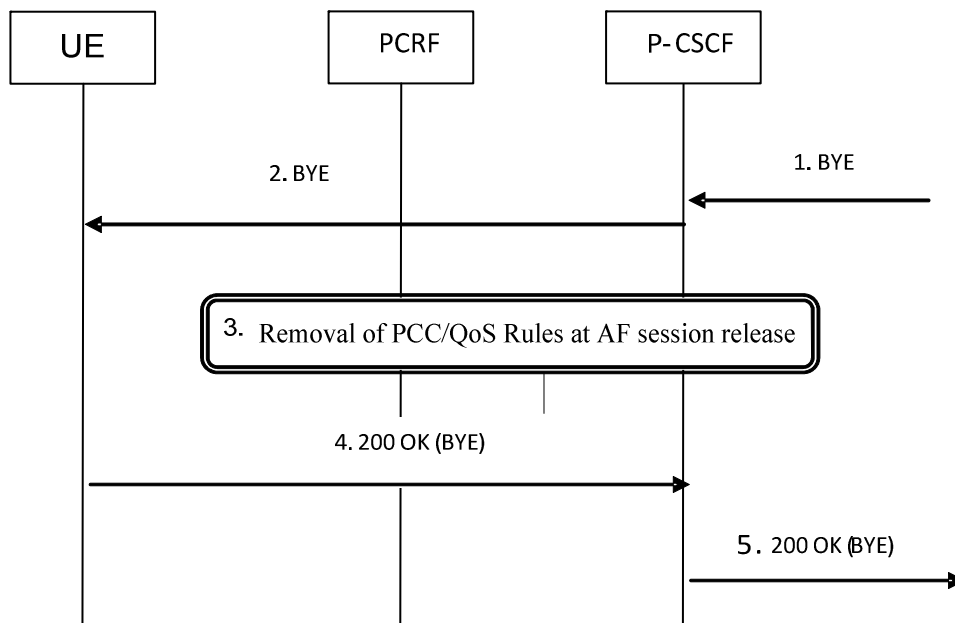 UE
PCRF
P-CSCF
1. BYE
2. BYE
3. Removal of PCC/QoS Rules at AF session release
4. 200 OK (BYE)
5. 200 OK (BYE)